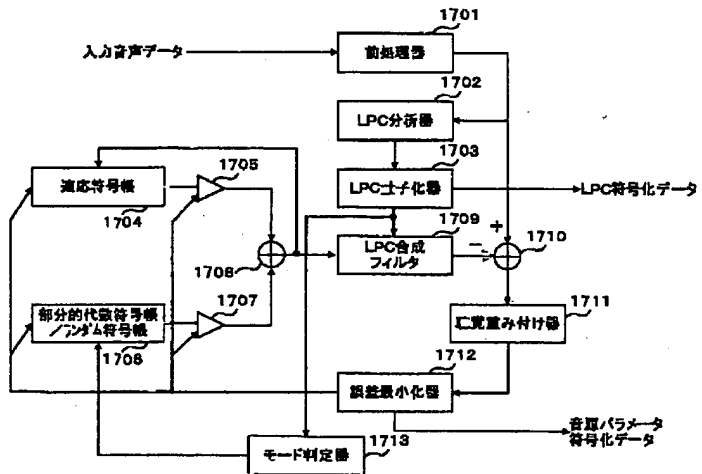 1701
入力音声データ
前処理器
1702
LPC分析器
1703
LPC量子化器
LPC符号化データ
1705
適応符号帳
1704
1709
LPC合成
フィルタ
+
-
1710
1708
1707
部分的代数符号帳
/ランダム符号帳
1706
1711
聴覚重み付け器
1712
誤差最小化器
音源パラメータ
符号化データ
モード判定器
1713